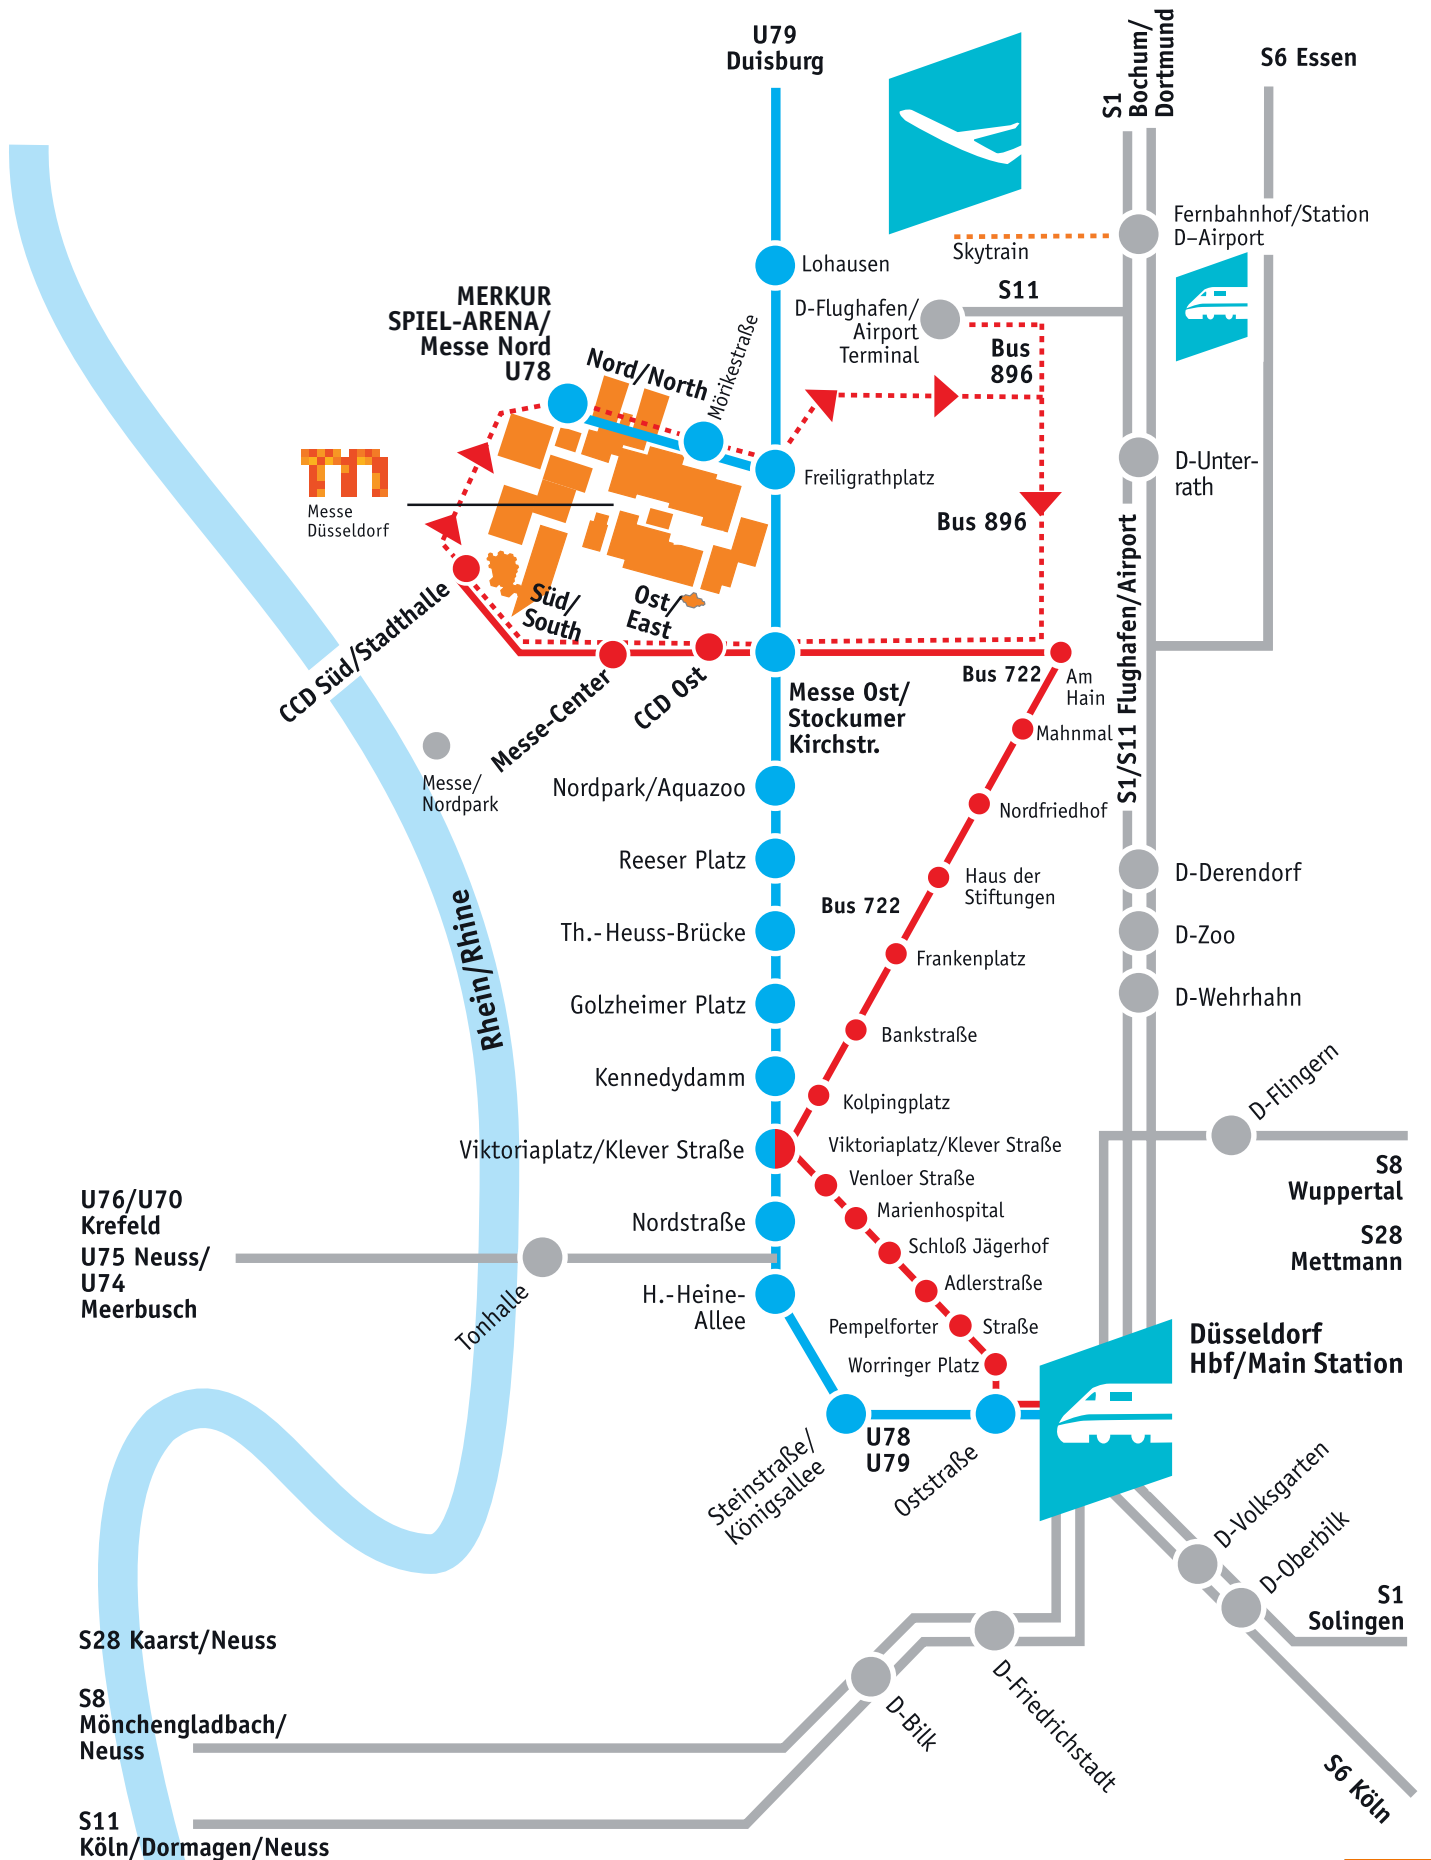 U79
Duisburg
S1
Bochum/
Dortmund
S6 Essen
Fernbahnhof/Station
D–Airport
Skytrain
Lohausen
S11
D-Flughafen/
Airport
Terminal
MERKUR
SPIEL-ARENA/
Messe Nord
U78
Nord/North
Mörikestraße
Bus
896
D-Unter-
rath
Freiligrathplatz
Messe
Düsseldorf
Bus 896
S1/S11 Flughafen/Airport
Süd/
South
Ost/
East
CCD Süd/Stadthalle
Messe-Center
CCD Ost
Bus 722
Am
Hain
Messe Ost/
Stockumer
Kirchstr.
Mahnmal
Messe/
Nordpark
Nordpark/Aquazoo
Nordfriedhof
Reeser Platz
D-Derendorf
Haus der
Stiftungen
Bus 722
Rhein/Rhine
Th.-Heuss-Brücke
D-Zoo
Frankenplatz
Golzheimer Platz
D-Wehrhahn
Bankstraße
Kennedydamm
D-Flingern
Kolpingplatz
Viktoriaplatz/Klever Straße
Viktoriaplatz/Klever Straße
S8
Wuppertal
Venloer Straße
U76/U70
Krefeld
Marienhospital
Nordstraße
S28
Mettmann
Schloß Jägerhof
U75 Neuss/
U74
Meerbusch
Adlerstraße
H.-Heine-
Allee
Tonhalle
Pempelforter Straße
Düsseldorf
Hbf/Main Station
Worringer Platz
U78
U79
Steinstraße/
Königsallee
Oststraße
D-Volksgarten
D-Oberbilk
S1
Solingen
S28 Kaarst/Neuss
D-Friedrichstadt
D-Bilk
S8
Mönchengladbach/
Neuss
S6 Köln
S11
Köln/Dormagen/Neuss